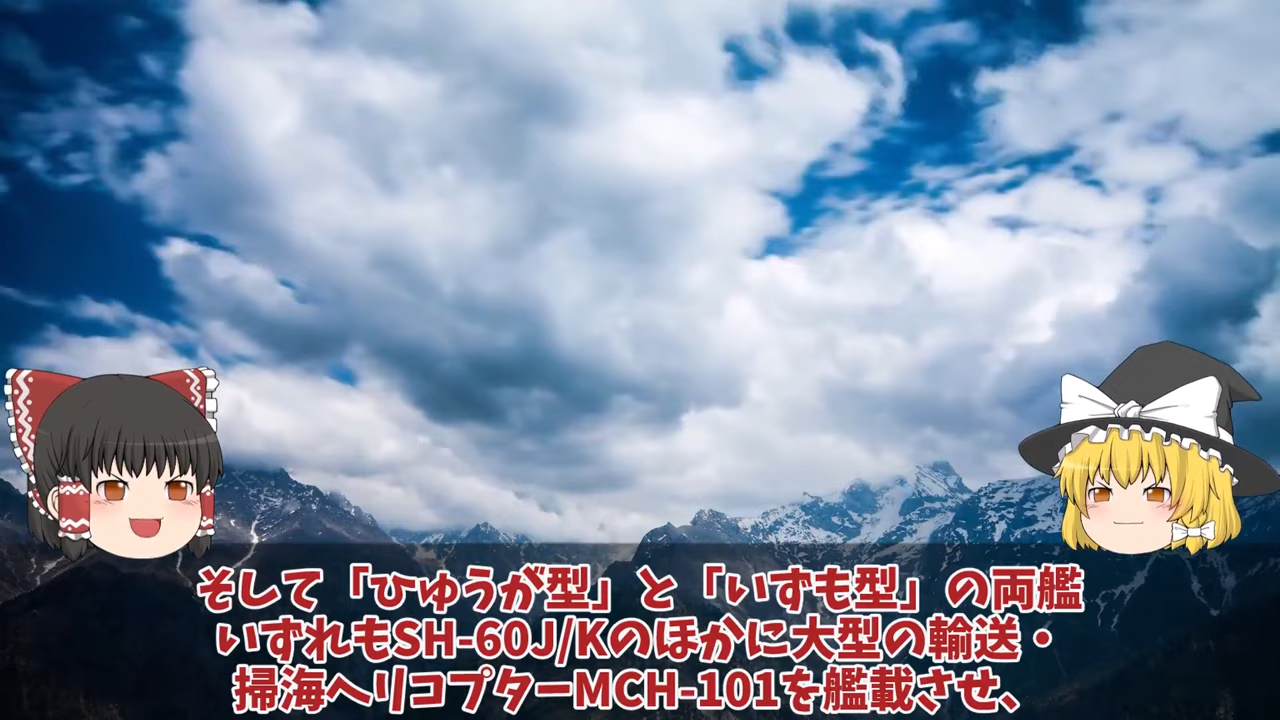 そして「ひゅうが型」と「いずも型」の両艦
いずれもSH-60J/Kのほかに大型の輸送・
掃海ヘリコプターMCH-101を艦載させ、